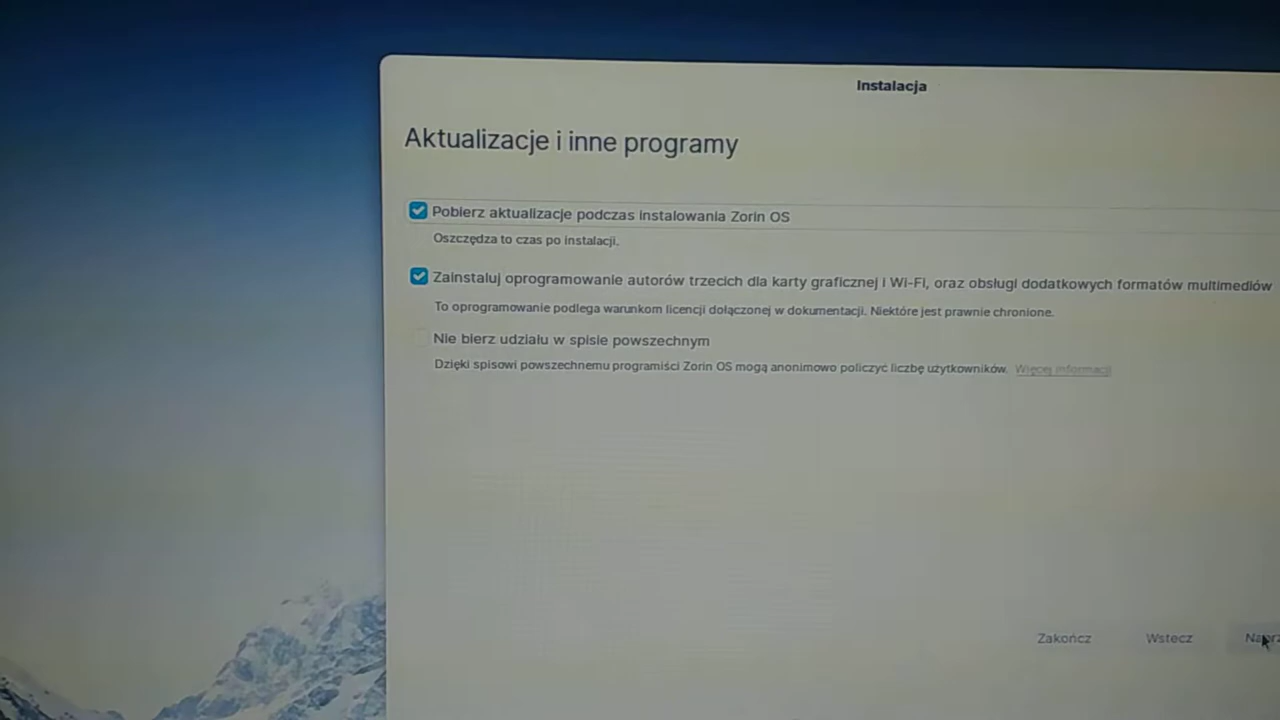 Instalacja
Aktualizacje i inne programy
Pobierz aktualizacje podczas instalowania Zorin OS
Oszczędza to czas po instalacji.
Zainstaluj oprogramowanie autorów trzecich dla karty graficznej i Wi-Fi, oraz obsługi dodatkowych formatów multimediów
To oprogramowanie podlega warunkom licencji dołączonej w dokumentacji. Niektóre jest prawnie chronione.
Nie bierz udziału w spisie powszechnym
Dzięki spisowi powszechnemu programiści Zorin OS mogą anonimowo policzyć liczbę użytkowników. Więcej informacji
Zakończ Wstecz